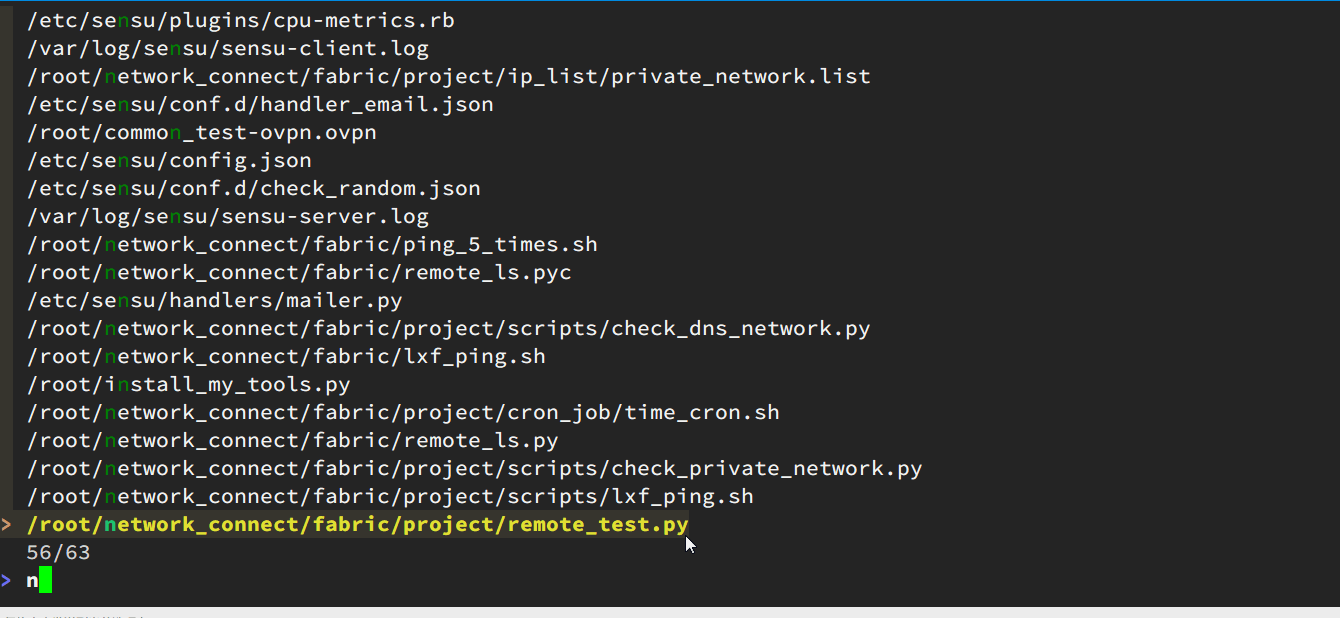 /etc/sensu/plugins/cpu-metrics.rb
/var/log/sensu/sensu-client.log
/root/network_connect/fabric/project/ip_list/private_network.list
/etc/sensu/conf.d/handler_email.json
/root/common_test-ovpn.ovpn
/etc/sensu/config.json
/etc/sensu/conf.d/check_random.json
/var/log/sensu/sensu-server.log
/root/network_connect/fabric/ping_5_times.sh
/root/network_connect/fabric/remote_ls.pyc
/etc/sensu/handlers/mailer.py
/root/network_connect/fabric/project/scripts/check_dns_network.py
/root/network_connect/fabric/lxf_ping.sh
/root/install_my_tools.py
/root/network_connect/fabric/project/cron_job/time_cron.sh
/root/network_connect/fabric/remote_ls.py
/root/network_connect/fabric/project/scripts/check_private_network.py
/root/network_connect/fabric/project/scripts/lxf_ping.sh
> /root/network_connect/fabric/project/remote_test.py
56/63
> n